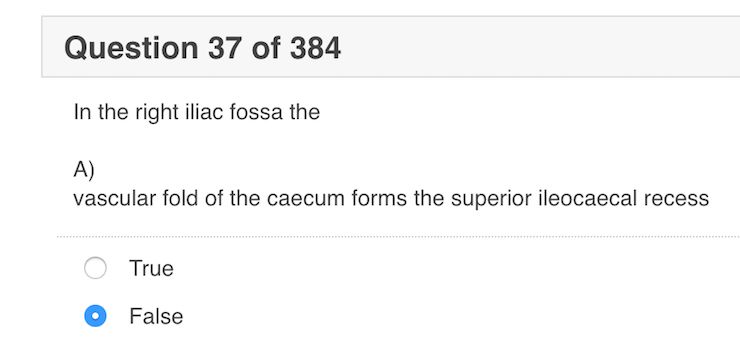 Question 37 of 384
In the right iliac fossa the
A)
vascular fold of the caecum forms the superior ileocaecal recess
True
False